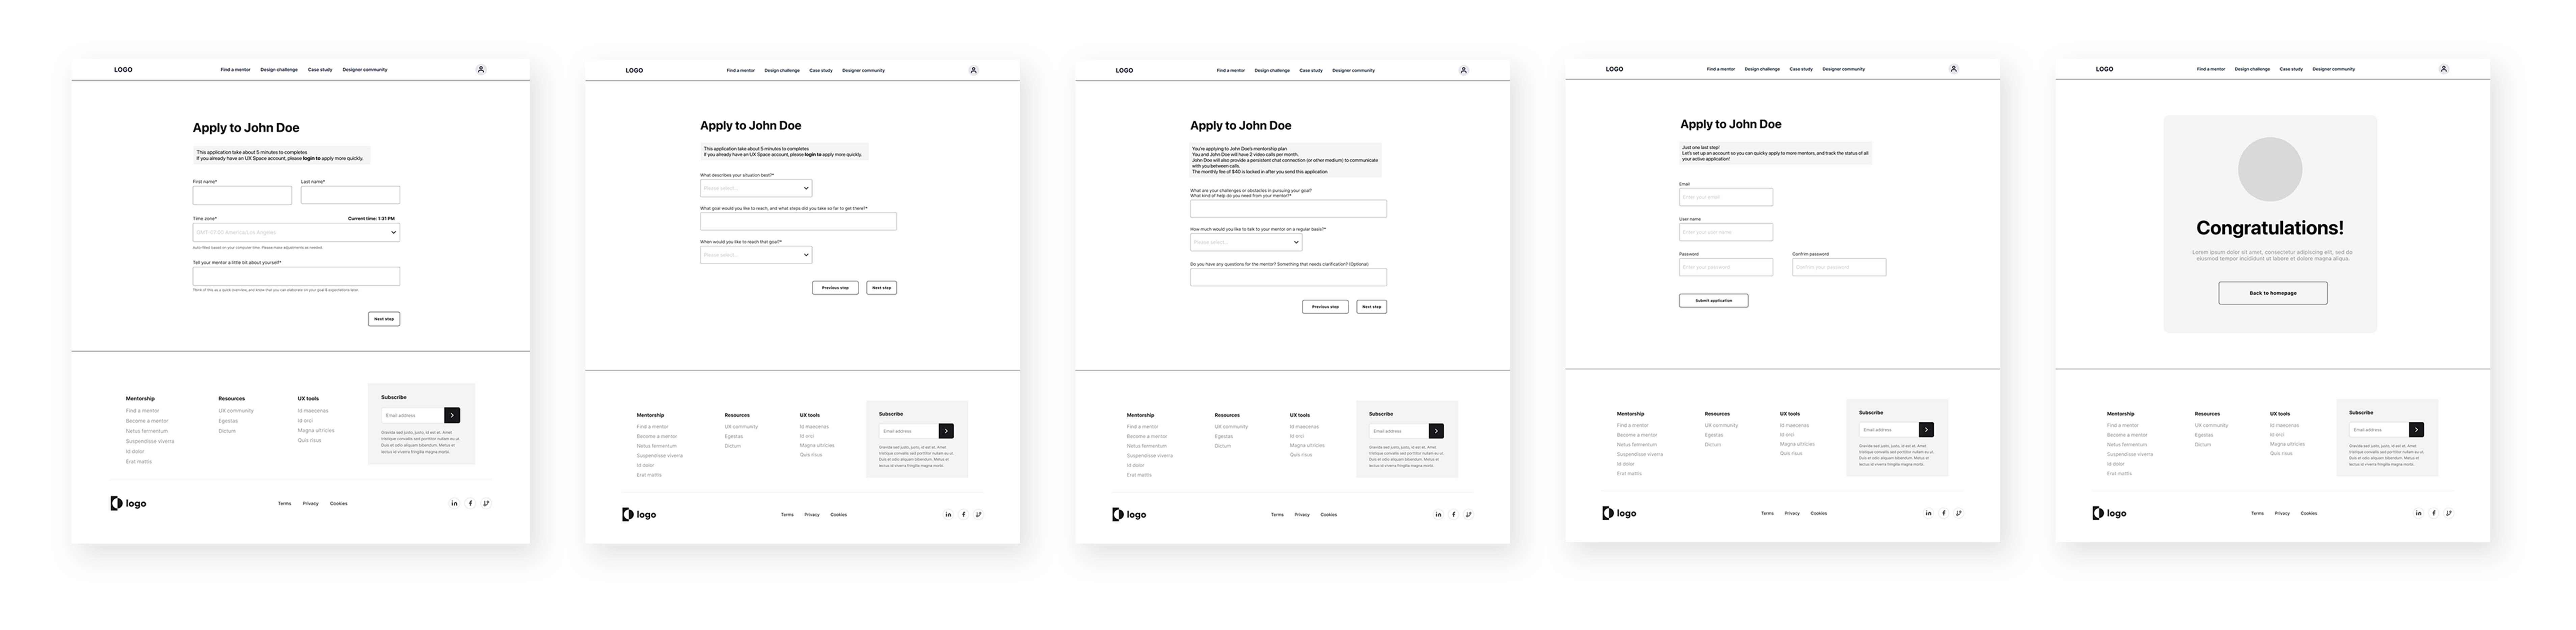 LOGO
Find a mentor Design challenge Case study Designer community
Apply to John Doe
This application take about 5 minutes to completes
If you already have an UX Space account, please login to apply more quickly.
First name* Last name*
Time zone* Current time: 1:31 PM
GMT-07:00 America/Los Angeles
Auto-filled based on your computer time. Please make adjustments as needed.
Tell your mentor a little bit about yourself*
Think of this as a quick overview, and know that you can elaborate on your goal & expectations later.
Next step
Mentorship Resources UX tools Subscribe
Find a mentor UX community Id maecenas
Become a mentor Egestas Id orci Email address
Netus fermentum Dictum Magna ultricies
Suspendisse viverra Quis risus
Id dolor
Erat mattis
Gravida sed justo, justo, id est et. Amet
tristique convallis sed porttitor nullam eu ut.
Duis et odio aliquam bibendum. Metus et
lectus id viverra fringilla magna morbi.
logo
Terms Privacy Cookies
in f
LOGO
Find a mentor Design challenge Case study Designer community
Apply to John Doe
This application take about 5 minutes to completes
If you already have an UX Space account, please login to apply more quickly.
What describes your situation best?*
Please select...
What goal would you like to reach, and what steps did you take so far to get there?*
When would you like to reach that goal?*
Please select...
Previous step Next step
Mentorship Resources UX tools Subscribe
Find a mentor UX community Id maecenas
Become a mentor Egestas Id orci Email address
Netus fermentum Dictum Magna ultricies
Suspendisse viverra Quis risus
Id dolor
Erat mattis
Gravida sed justo, justo, id est et. Amet
tristique convallis sed porttitor nullam eu ut.
Duis et odio aliquam bibendum. Metus et
lectus id viverra fringilla magna morbi.
logo
Terms Privacy Cookies
in f
LOGO
Find a mentor Design challenge Case study Designer community
Apply to John Doe
You're applying to John Doe's mentorship plan
You and John Doe will have 2 video calls per month.
John Doe will also provide a persistent chat connection (or other medium) to communicate
with you between calls.
The monthly fee of $40 is locked in after you send this application
What are your challenges or obstacles in pursuing your goal?
What kind of help do you need from your mentor?*
How much would you like to talk to your mentor on a regular basis?*
Please select...
Do you have any questions for the mentor? Something that needs clarification? (Optional)
Previous step Next step
Mentorship Resources UX tools Subscribe
Find a mentor UX community Id maecenas
Become a mentor Egestas Id orci Email address
Netus fermentum Dictum Magna ultricies
Suspendisse viverra Quis risus
Id dolor
Erat mattis
Gravida sed justo, justo, id est et. Amet
tristique convallis sed porttitor nullam eu ut.
Duis et odio aliquam bibendum. Metus et
lectus id viverra fringilla magna morbi.
logo
Terms Privacy Cookies
in f
LOGO
Find a mentor Design challenge Case study Designer community
Apply to John Doe
Just one last step!
Let's set up an account so you can quicky apply to more mentors, and track the status of all
your active application!
Email
Enter your email
User name
Enter your user name
Password Confrim password
Enter your password Confrim your password
Submit application
Mentorship Resources UX tools Subscribe
Find a mentor UX community Id maecenas
Become a mentor Egestas Id orci Email address
Netus fermentum Dictum Magna ultricies
Suspendisse viverra Quis risus
Id dolor
Erat mattis
Gravida sed justo, justo, id est et. Amet
tristique convallis sed porttitor nullam eu ut.
Duis et odio aliquam bibendum. Metus et
lectus id viverra fringilla magna morbi.
logo
Terms Privacy Cookies
in f
LOGO
Find a mentor Design challenge Case study Designer community
Congratulations!
Lorem ipsum dolor sit amet, consectetur adipiscing elit, sed do
eiusmod tempor incididunt ut labore et dolore magna aliqua.
Back to homepage
Mentorship Resources UX tools Subscribe
Find a mentor UX community Id maecenas
Become a mentor Egestas Id orci Email address
Netus fermentum Dictum Magna ultricies
Suspendisse viverra Quis risus
Id dolor
Erat mattis
Gravida sed justo, justo, id est et. Amet
tristique convallis sed porttitor nullam eu ut.
Duis et odio aliquam bibendum. Metus et
lectus id viverra fringilla magna morbi.
logo
Terms Privacy Cookies
in f